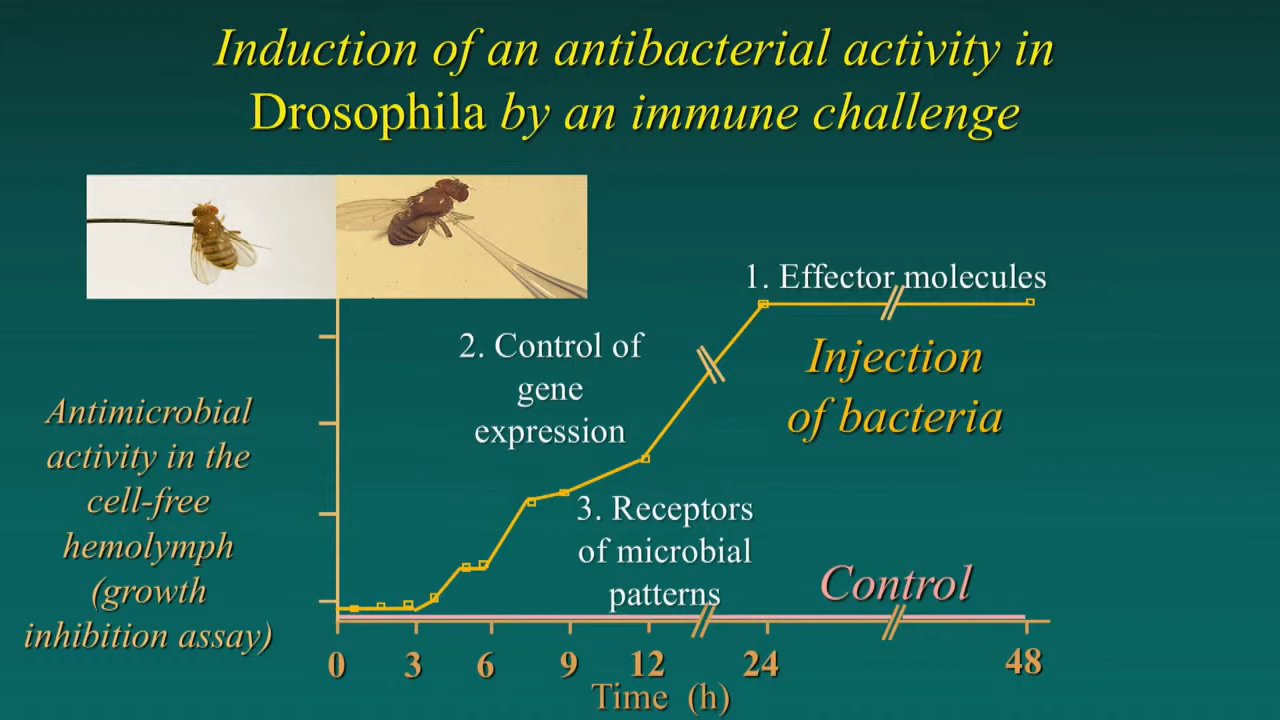 Induction of an antibacterial activity in
Drosophila by an immune challenge
1. Effector molecules
2. Control of
gene
expression
Injection
of bacteria
Antimicrobial
activity in the
cell-free
hemolymph
(growth
inhibition assay)
3. Receptors
of microbial
patterns
Control
0 3 6 9 12 24 48
Time (h)